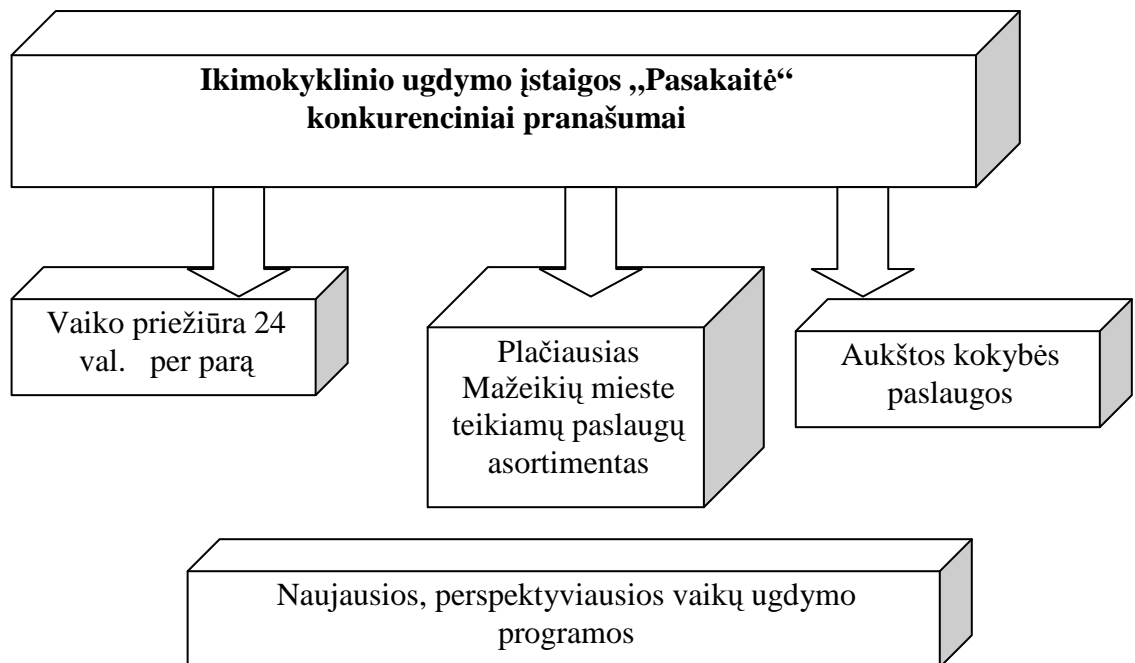 Ikimokyklinio ugdymo įstaigos „Pasakaitė“
konkurenciniai pranašumai
Vaiko priežiūra 24
val.   per parą
Plačiausias
Mažeikių mieste
teikiamų paslaugų
asortimentas
Aukštos kokybės
paslaugos
Naujausios, perspektyviausios vaikų ugdymo
programos